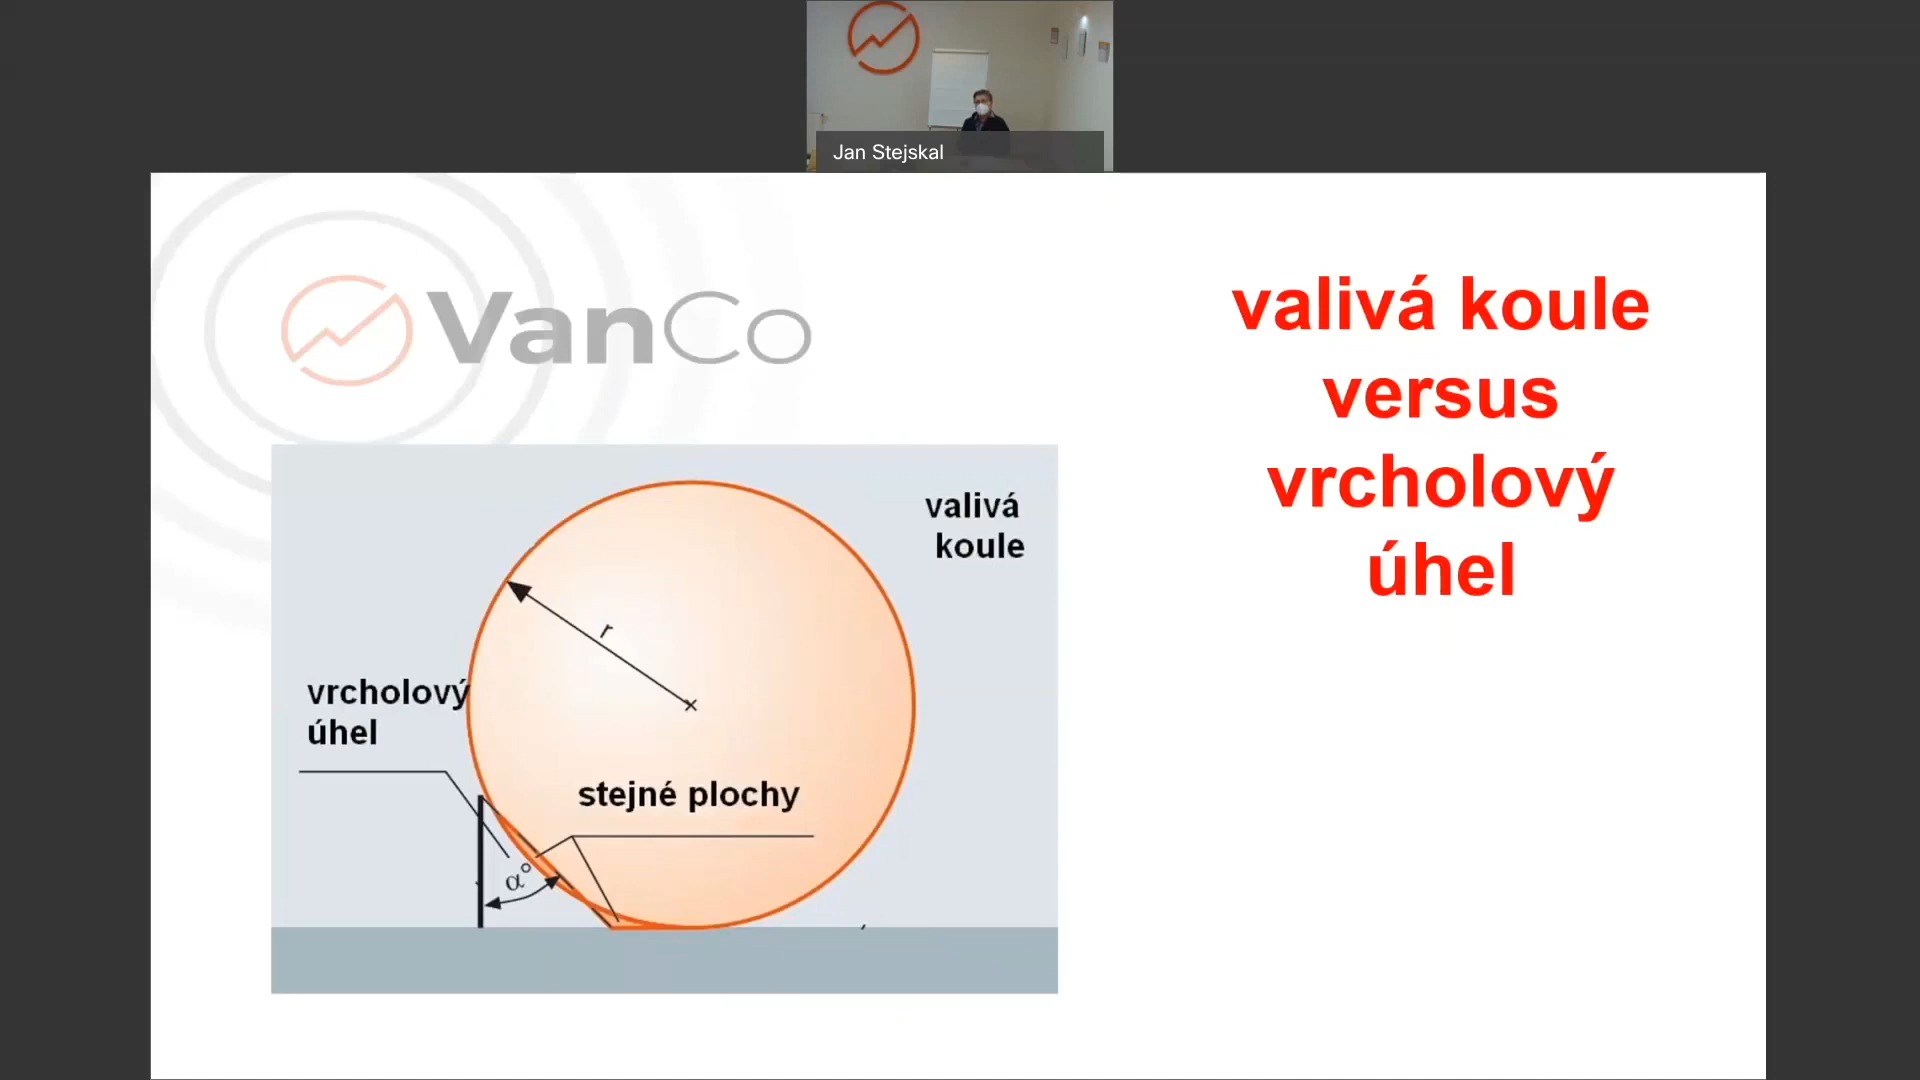 Jan Stejskal
VanCo
valivá koule
versus
vrcholový
úhel
valivá
koule
r
vrcholový
úhel
stejné plochy
α°